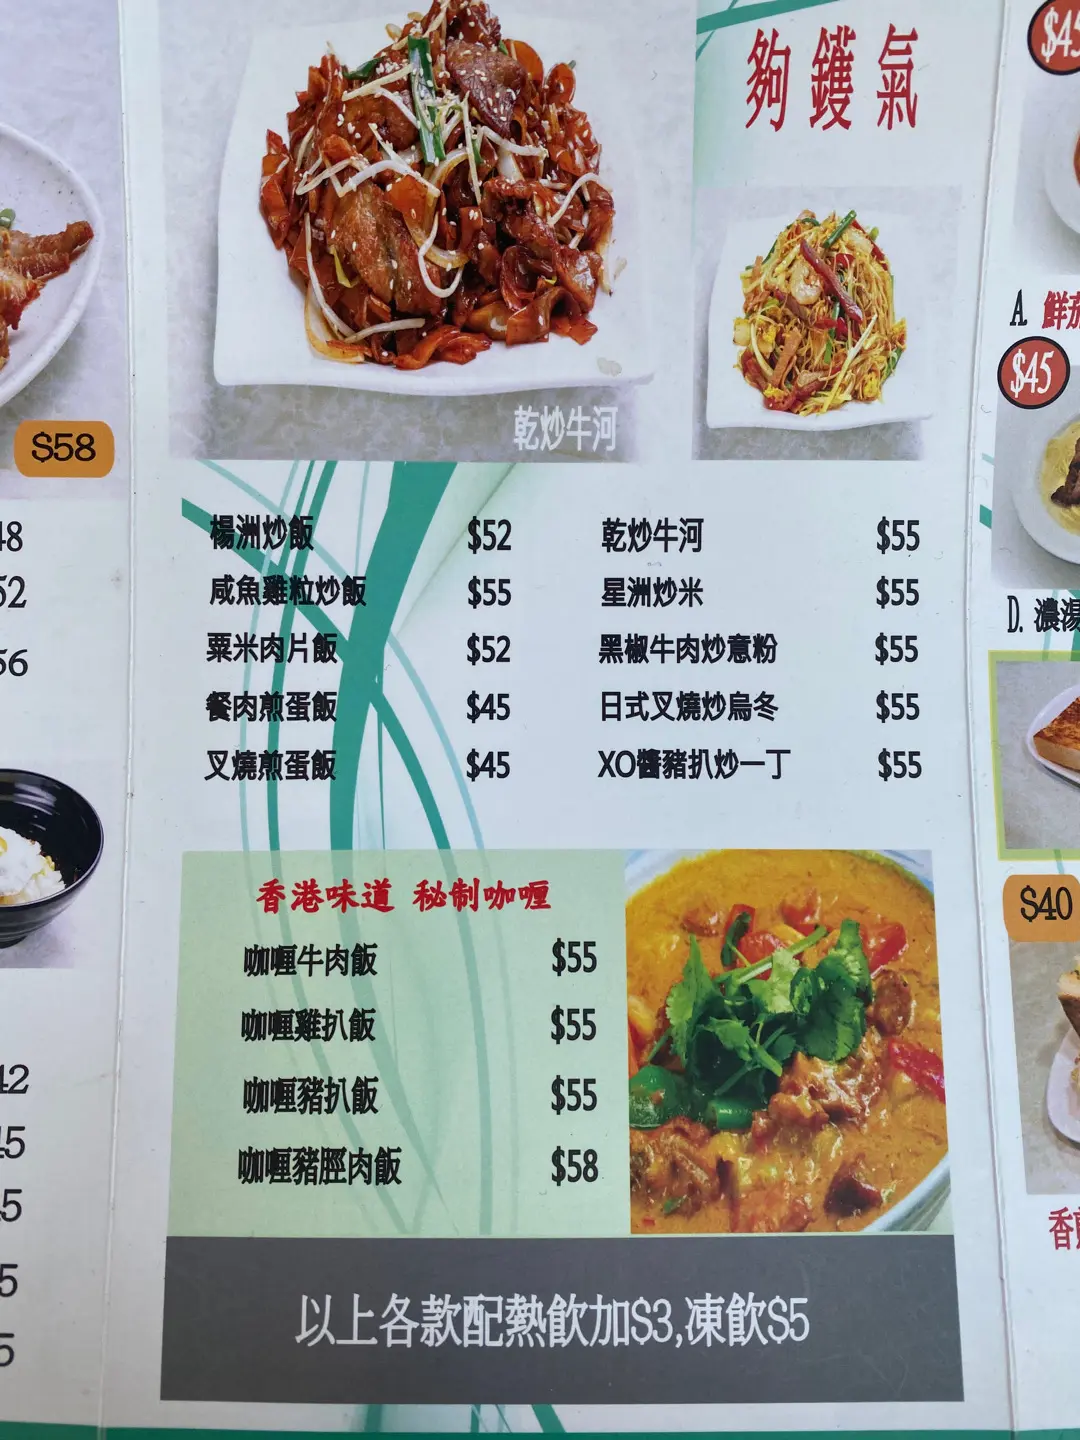 夠鑊氣
乾炒牛河
楊洲炒飯 $52
咸魚雞粒炒飯 $55
粟米肉片飯 $52
餐肉煎蛋飯 $45
叉燒煎蛋飯 $45
乾炒牛河 $55
星洲炒米 $55
黑椒牛肉炒意粉 $55
日式叉燒炒烏冬 $55
XO醬豬扒炒一丁 $55
香港味道 秘制咖喱
咖喱牛肉飯 $55
咖喱雞扒飯 $55
咖喱豬扒飯 $55
咖喱豬脛肉飯 $58
以上各款配熱飲加$3,凍飲$5
$58
$45
A. 鮮茄
$45
D. 濃湯
$40